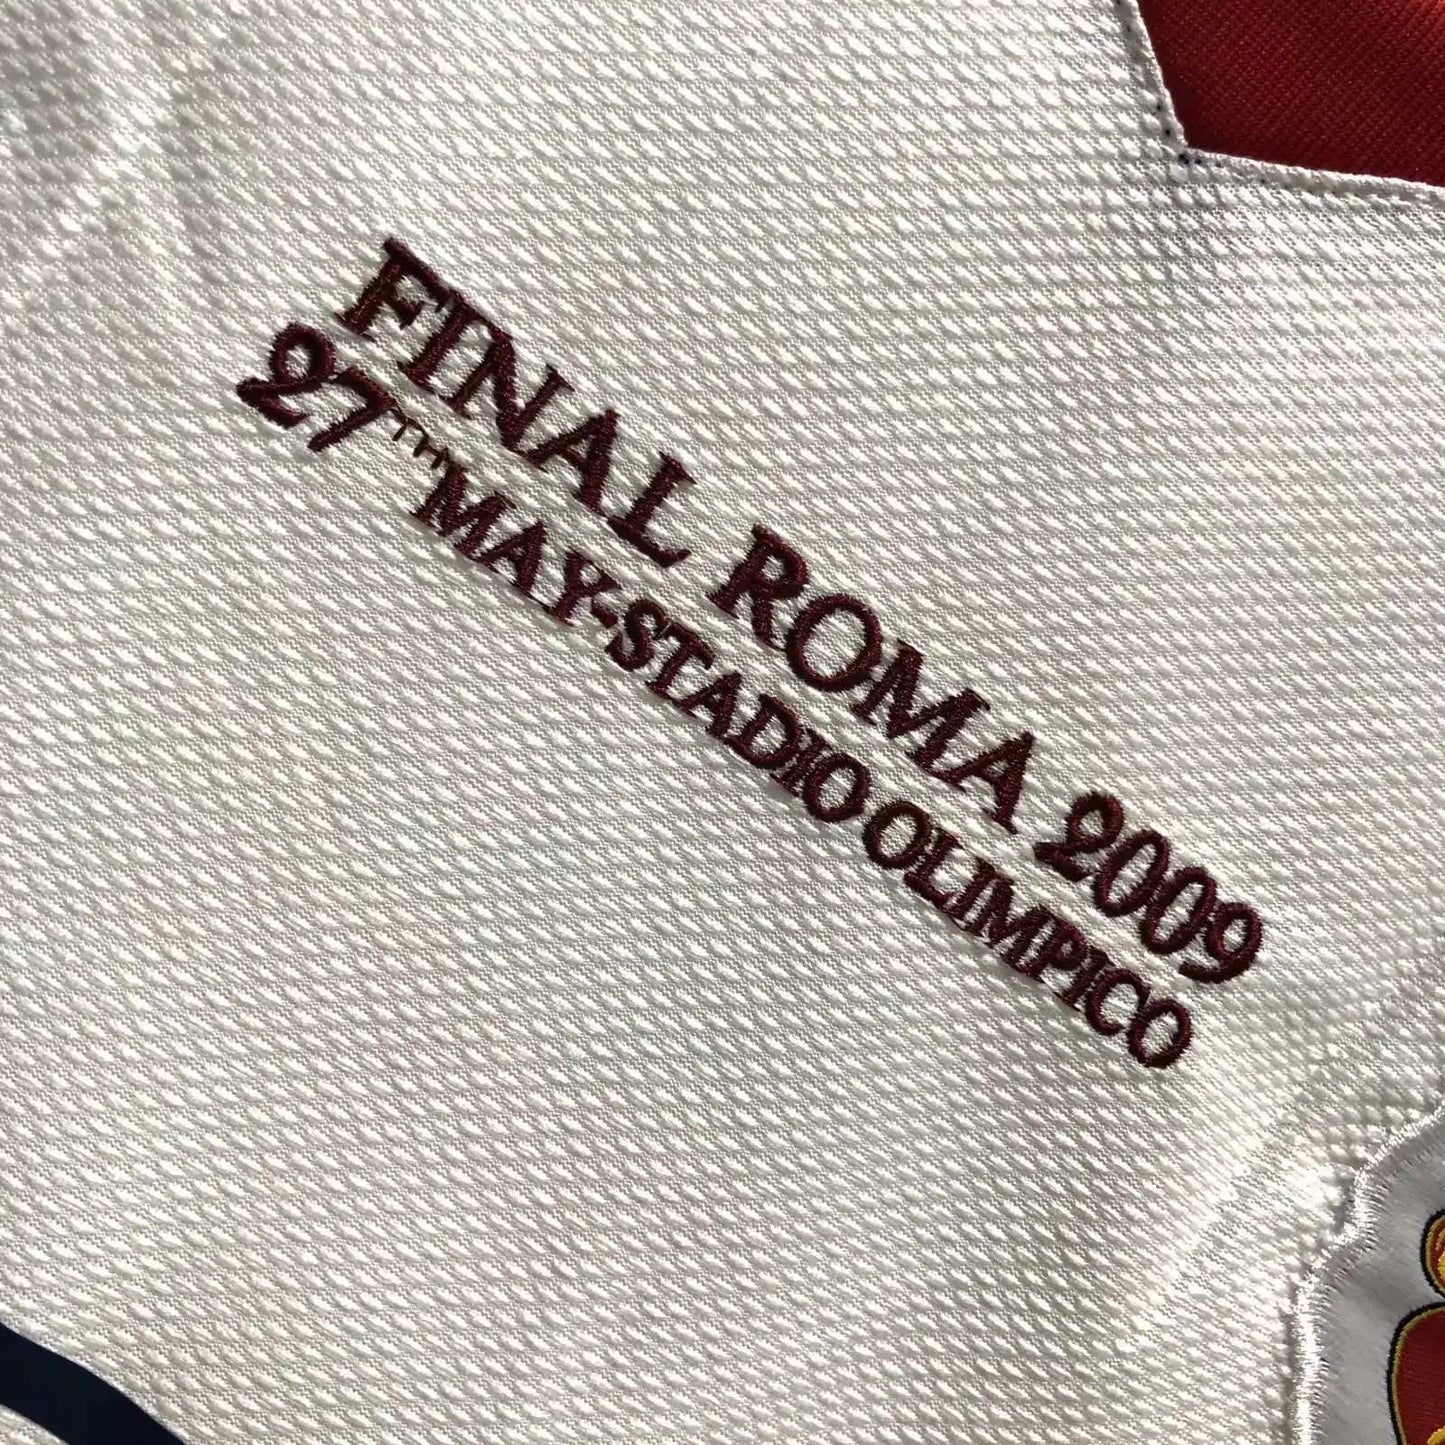 FINAL ROMA 2009
27TH MAY-STADIO OLIMPICO